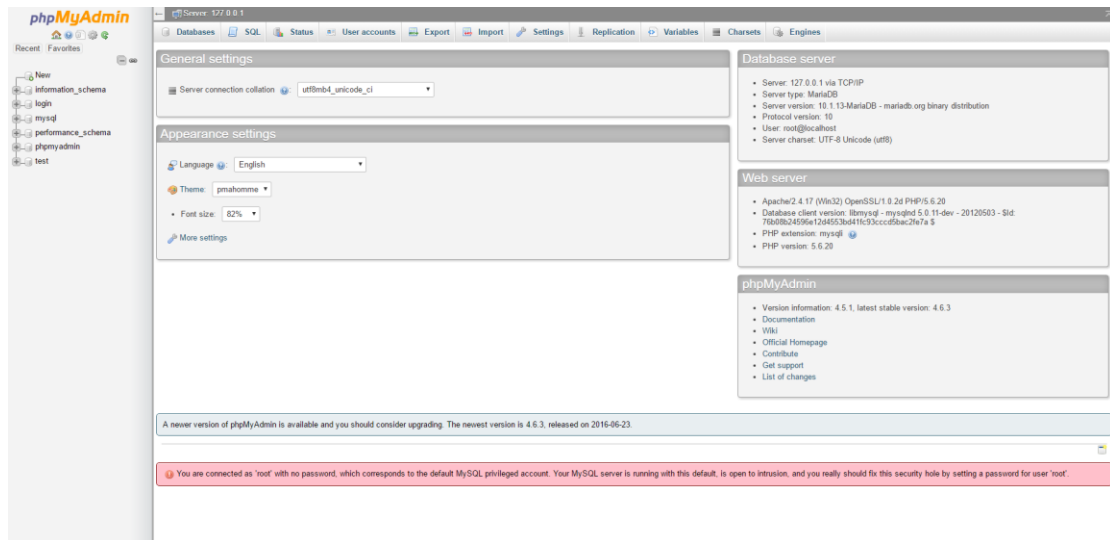 phpMyAdmin
Recent Favorites
New
information_schema
login
mysql
performance_schema
phpmyadmin
test
Server: 127.0.0.1
Databases SQL Status User accounts Export Import Settings Replication Variables Charsets Engines
General settings
Server connection collation : utf8mb4_unicode_ci
Appearance settings
Language : English
Theme: pmahomme
Font size: 82%
More settings
Database server
Server: 127.0.0.1 via TCP/IP
Server type: MariaDB
Server version: 10.1.13-MariaDB - mariadb.org binary distribution
Protocol version: 10
User: root@localhost
Server charset: UTF-8 Unicode (utf8)
Web server
Apache/2.4.17 (Win32) OpenSSL/1.0.2d PHP/5.6.20
Database client version: libmysql - mysqlnd 5.0.11-dev - 20120503 - $Id:
76b08b24596e12d4553bd41fc93cccd5bac2fe7a $
PHP extension: mysqli
PHP version: 5.6.20
phpMyAdmin
Version information: 4.5.1, latest stable version: 4.6.3
Documentation
Wiki
Official Homepage
Contribute
Get support
List of changes
A newer version of phpMyAdmin is available and you should consider upgrading. The newest version is 4.6.3, released on 2016-06-23.
You are connected as 'root' with no password, which corresponds to the default MySQL privileged account. Your MySQL server is running with this default, is open to intrusion, and you really should fix this security hole by setting a password for user 'root'.